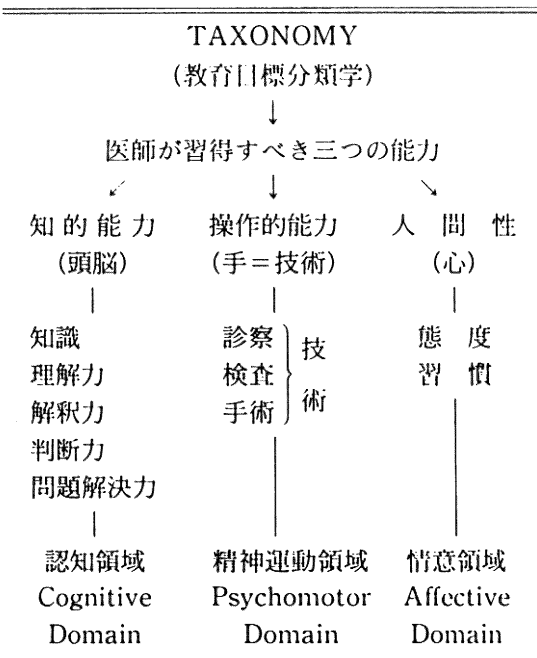 TAXONOMY
(教育目標分類学)
↓
医師が習得すべき三つの能力
↙ ↓ ↘
知的能力 操作的能力 人間性
(頭脳) (手=技術) (心)
知識 診察 技 態度
理解力 検査 術 習慣
解釈力 手術
判断力
問題解決力
認知領域 精神運動領域 情意領域
Cognitive Psychomotor Affective
Domain Domain Domain